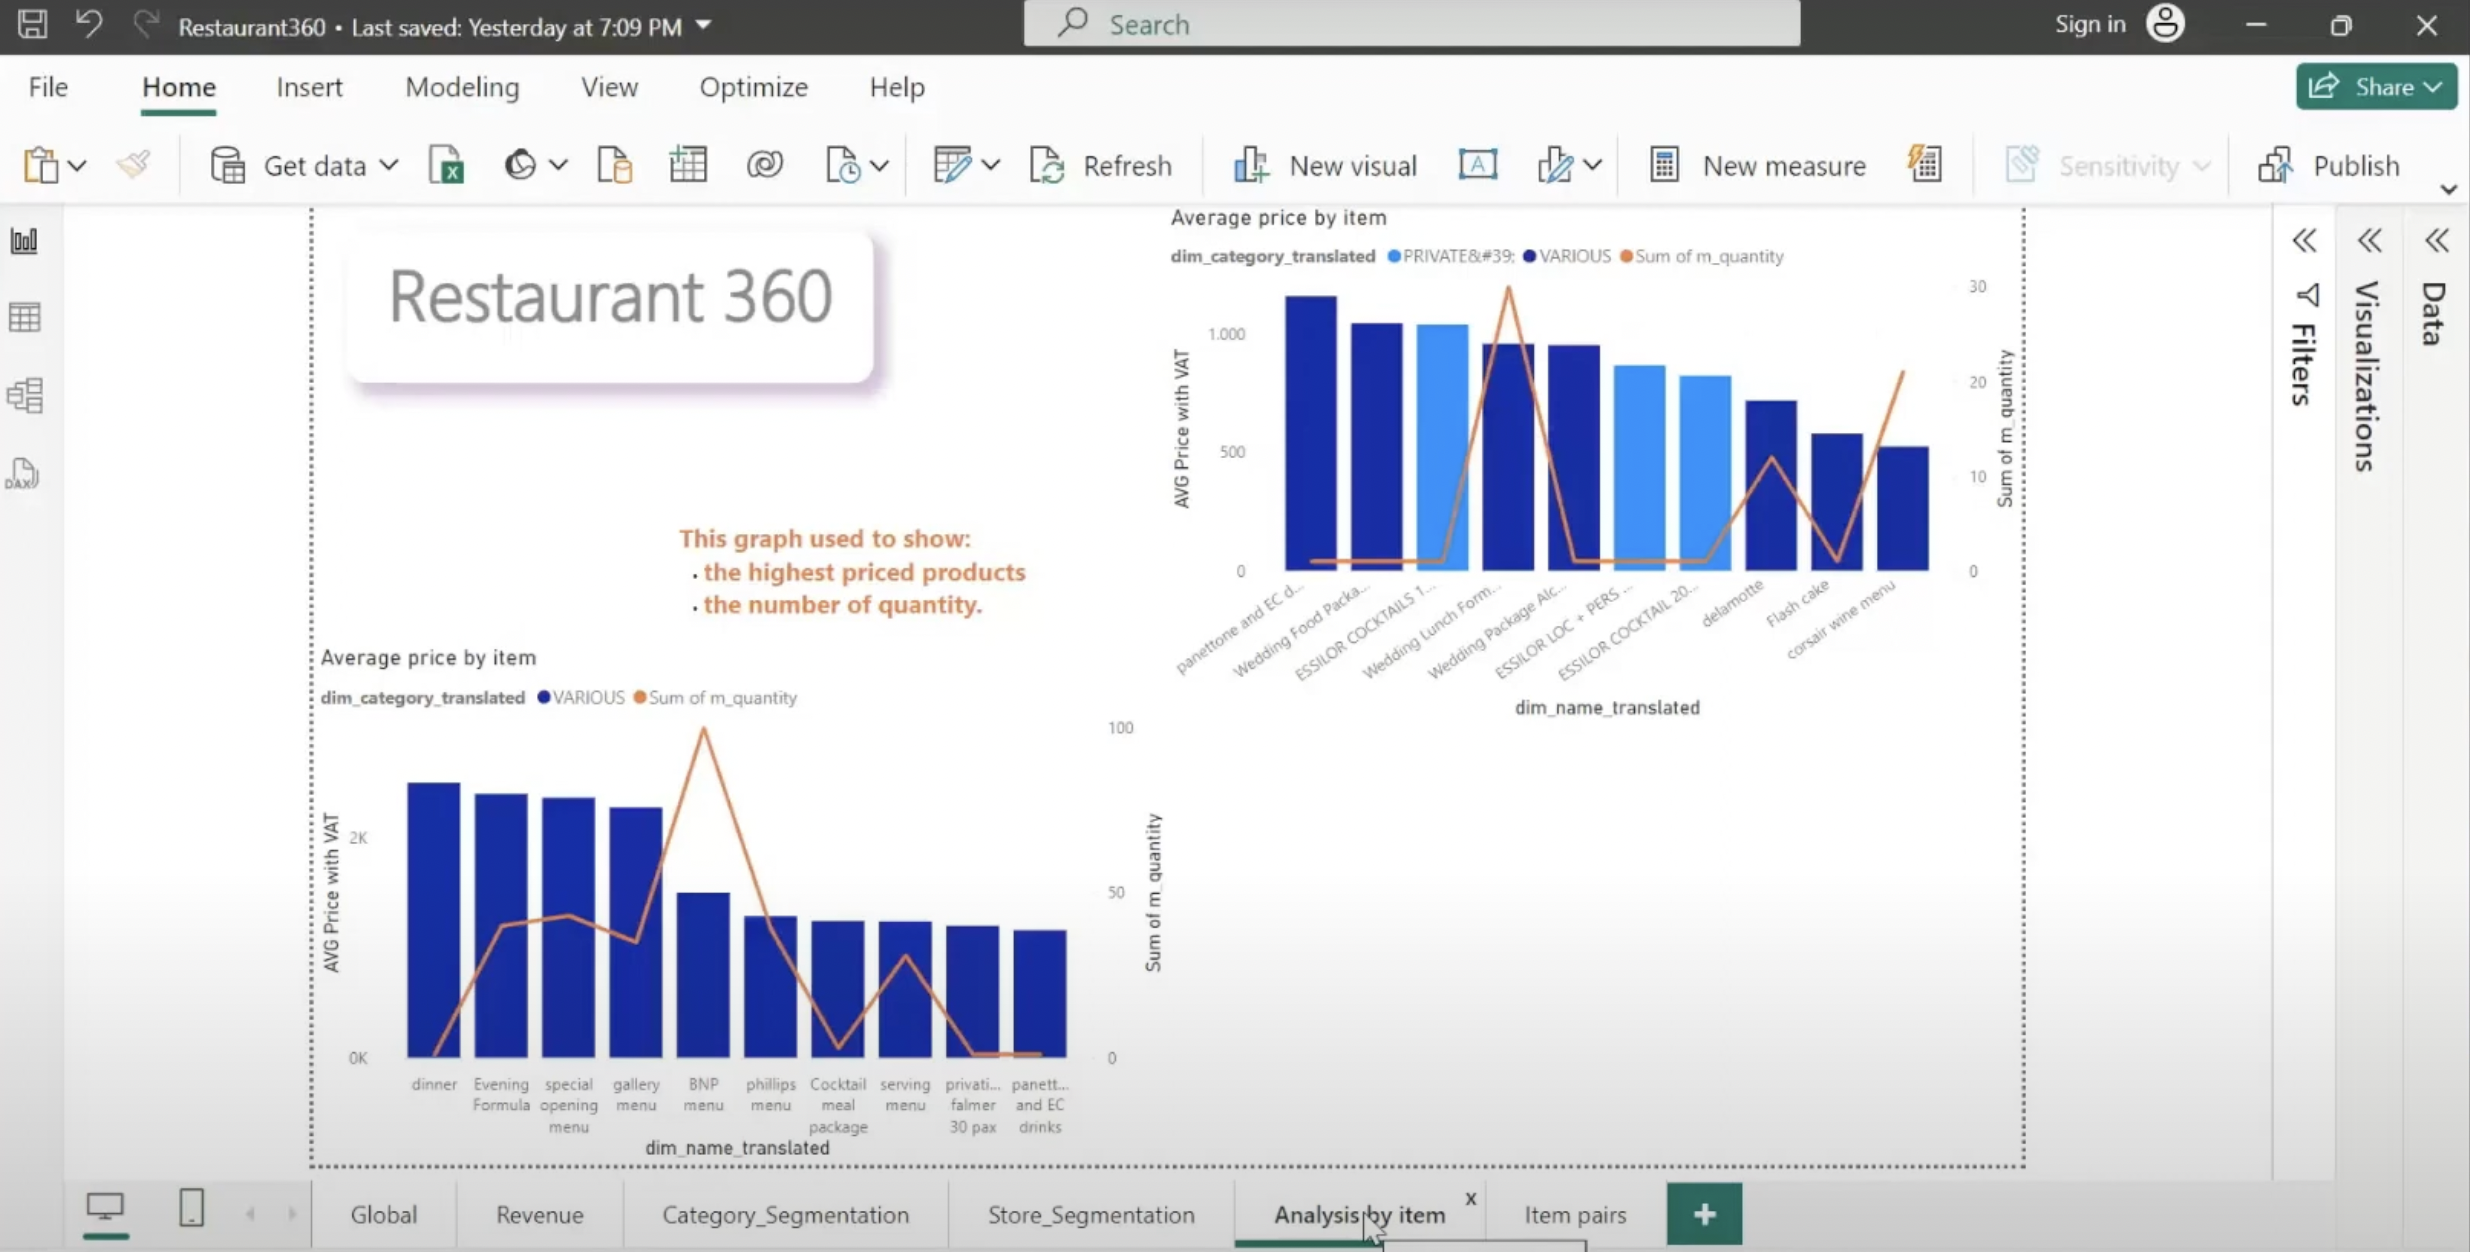 Restaurant360 • Last saved: Yesterday at 7:09 PM
Search
Sign in
File Home Insert Modeling View Optimize Help
Share
Get data
Refresh
New visual
A
New measure
Sensitivity
Publish
DAX
Restaurant 360
This graph used to show:
• the highest priced products
• the number of quantity.
Average price by item
dim_category_translated VARIOUS Sum of m_quantity
AVG Price with VAT
2K
0K
100
50
0
Sum of m_quantity
dinner
Evening Formula
special opening menu
gallery menu
BNP menu
phillips menu
Cocktail meal package
serving menu
privati... falmer 30 pax
panett... and EC drinks
dim_name_translated
Average price by item
dim_category_translated PRIVATE&#39; VARIOUS Sum of m_quantity
AVG Price with VAT
1.000
500
0
30
20
10
0
Sum of m_quantity
panettone and EC d...
Wedding Food Packa...
ESSILOR COCKTAILS 1...
Wedding Lunch Form...
Wedding Package Alc...
ESSILOR LOC + PERS ...
ESSILOR COCKTAIL 20...
delamotte
Flash cake
corsair wine menu
dim_name_translated
Filters
Visualizations
Data
Global Revenue Category_Segmentation Store_Segmentation Analysis by item x Item pairs +